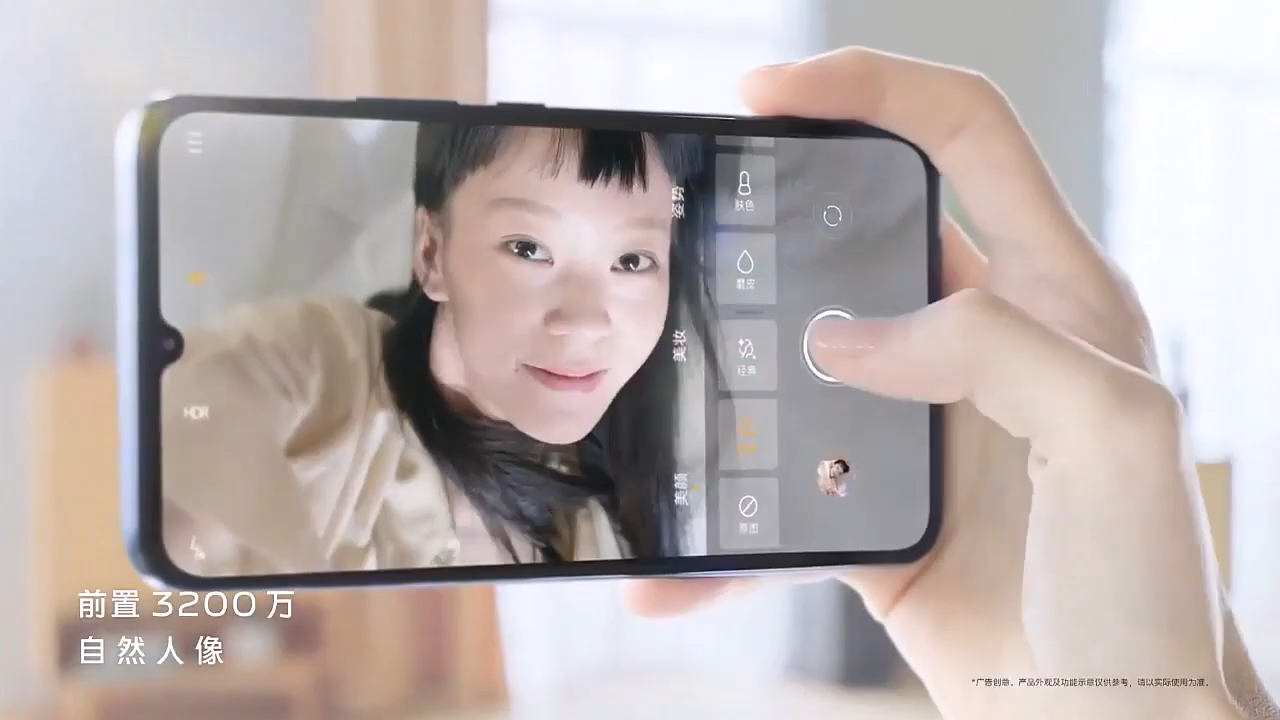 前置 3200 万
自然人像
*广告创意。产品外观及功能示意仅供参考，请以实际使用为准。
HDR
姿势
美妆
美颜
肤色
磨皮
经典
原图